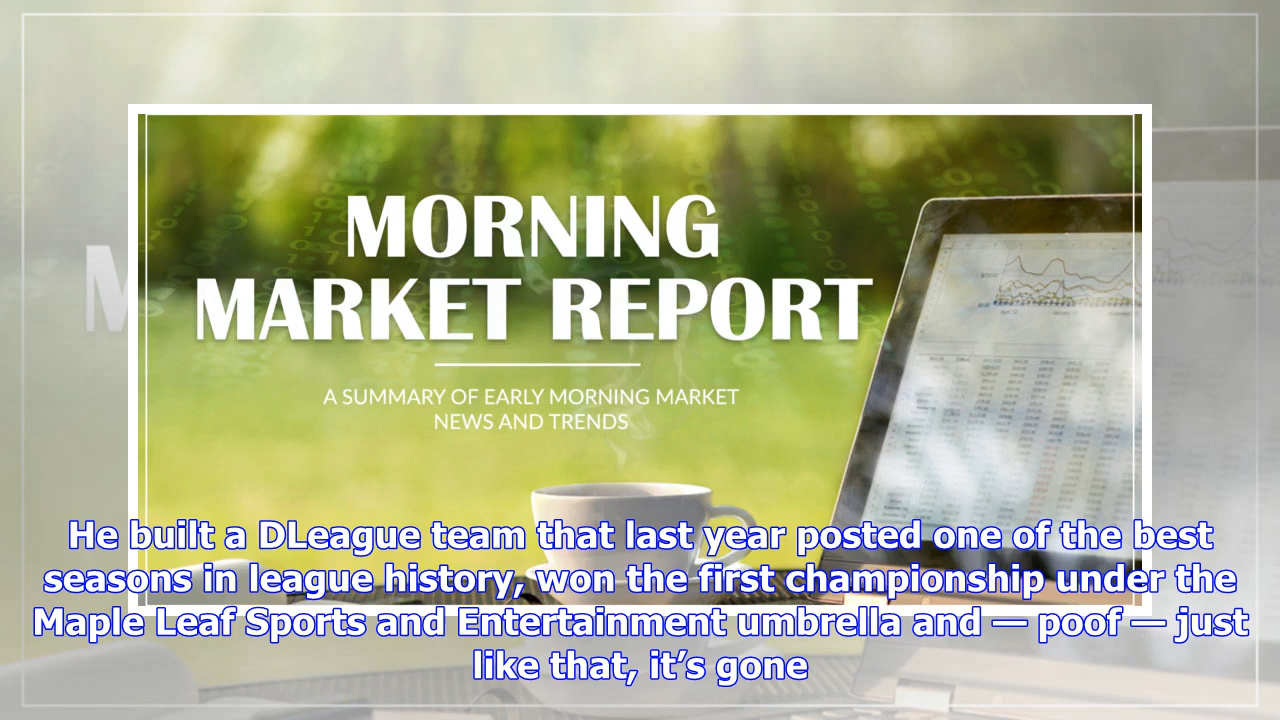 MORNING
MARKET REPORT
A SUMMARY OF EARLY MORNING MARKET
NEWS AND TRENDS
He built a DLeague team that last year posted one of the best
seasons in league history, won the first championship under the
Maple Leaf Sports and Entertainment umbrella and — poof — just
like that, it’s gone